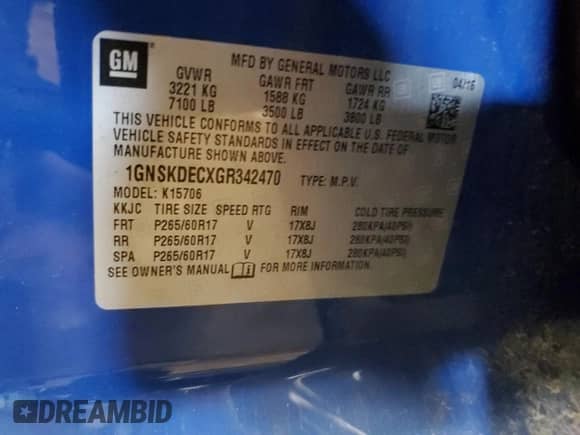 GM
MFD BY GENERAL MOTORS LLC
04/16
GVWR GAWR FRT GAWR RR
3221 KG 1588 KG 1724 KG
7100 LB 3500 LB 3800 LB
THIS VEHICLE CONFORMS TO ALL APPLICABLE U.S. FEDERAL MOTOR
VEHICLE SAFETY STANDARDS IN EFFECT ON THE DATE OF
MANUFACTURE SHOWN ABOVE.
1GNSKDECXGR342470 TYPE: M.P.V.
MODEL: K15706
KKJC TIRE SIZE SPEED RTG RIM COLD TIRE PRESSURE
FRT P265/60R17 V 17X8J 280KPA(40PSI)
RR P265/60R17 V 17X8J 280KPA(40PSI)
SPA P265/60R17 V 17X8J 280KPA(40PSI)
SEE OWNER'S MANUAL FOR MORE INFORMATION.
DREAMBID